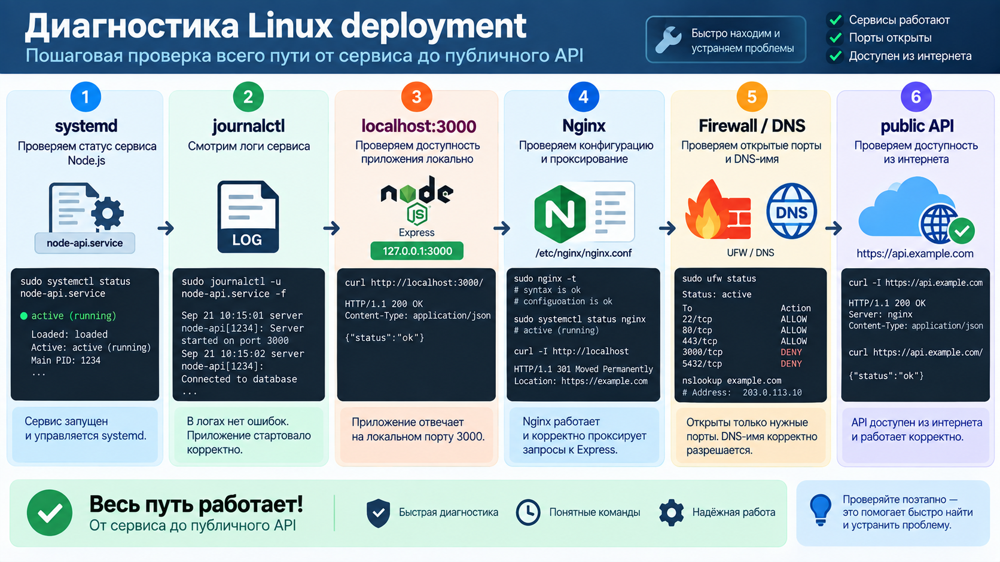 Диагностика Linux deployment
Пошаговая проверка всего пути от сервиса до публичного API
Быстро находим и
устраняем проблемы
Сервисы работают
Порты открыты
Доступен из интернета
1
systemd
Проверяем статус сервиса
Node.js
node-api.service
sudo systemctl status
node-api.service
active (running)
Loaded: loaded
Active: active (running)
Main PID: 1234
...
Сервис запущен
и управляется systemd.
2
journalctl
Смотрим логи сервиса
LOG
sudo journalctl -u
node-api.service -f
Sep 21 10:15:01 server
node-api[1234]: Server
started on port 3000
Sep 21 10:15:02 server
node-api[1234]:
Connected to database
...
В логах нет ошибок.
Приложение стартовало
корректно.
3
localhost:3000
Проверяем доступность
приложения локально
node
JS
Express
127.0.0.1:3000
curl http://localhost:3000/
HTTP/1.1 200 OK
Content-Type: application/json
{"status":"ok"}
Приложение отвечает
на локальном порту 3000.
4
Nginx
Проверяем конфигурацию
и проксирование
N
/etc/nginx/nginx.conf
sudo nginx -t
# syntax is ok
# configuoation is ok
sudo systemctl status nginx
# active (running)
curl -I http://localhost
HTTP/1.1 301 Moved Permanently
Location: https://example.com
Nginx работает
и корректно проксирует
запросы к Express.
5
Firewall / DNS
Проверяем открытые порты
и DNS-имя
DNS
UFW / DNS
sudo ufw status
Status: active
To Action
22/tcp ALLOW
80/tcp ALLOW
443/tcp ALLOW
3000/tcp DENY
5432/tcp DENY
nslookup example.com
# Address: 203.0.113.10
Открыты только нужные
порты. DNS-имя корректно
разрешается.
6
public API
Проверяем доступность
из интернета
https://api.example.com
curl -I https://api.example.com
HTTP/1.1 200 OK
Server: nginx
Content-Type: application/json
curl https://api.example.com/
{"status":"ok"}
API доступен из интернета
и работает корректно.
Весь путь работает!
От сервиса до публичного API
Быстрая диагностика
Понятные команды
Надёжная работа
Проверяйте поэтапно —
это помогает быстро найти
и устранить проблему.